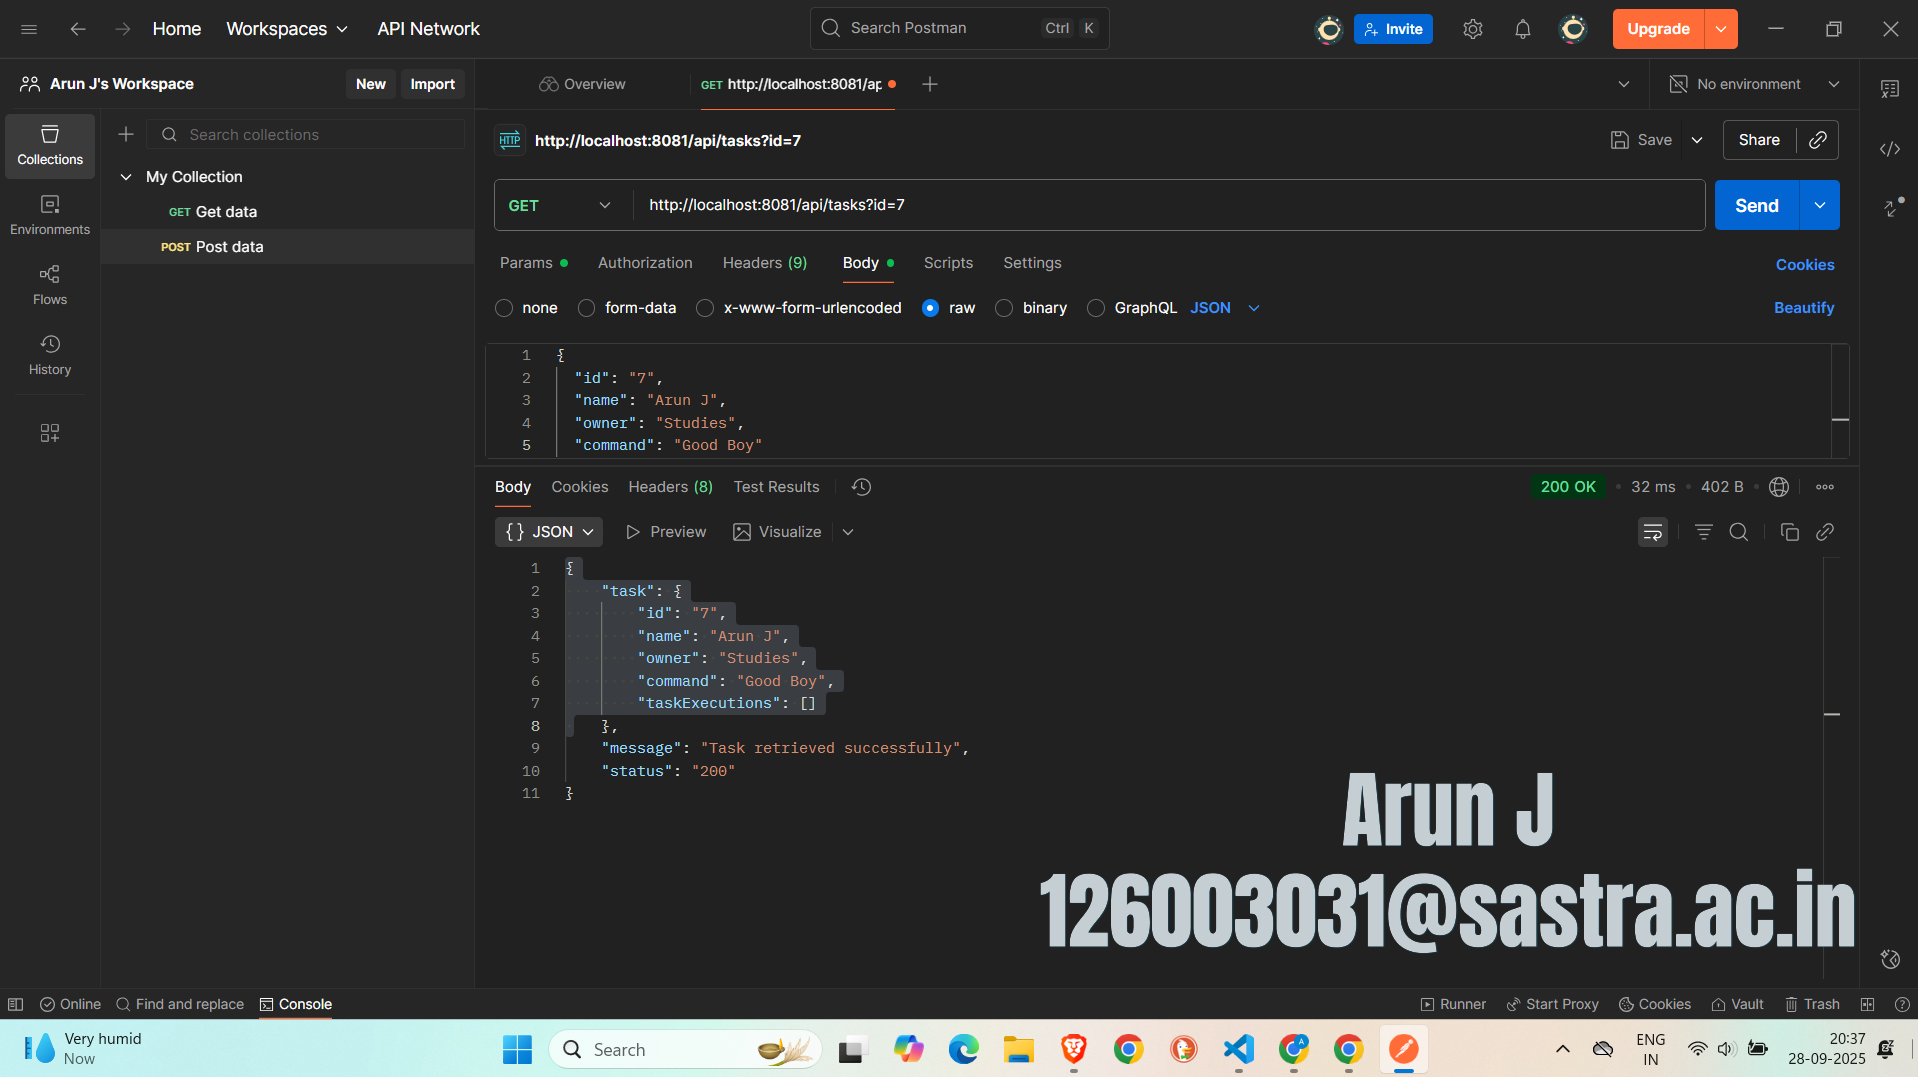 Home Workspaces API Network Search Postman Ctrl K Invite Upgrade
Arun J's Workspace New Import Overview GET http://localhost:8081/ap No environment
Search collections
Collections
My Collection
GET Get data
POST Post data
Environments
Flows
History
HTTP http://localhost:8081/api/tasks?id=7 Save Share
GET http://localhost:8081/api/tasks?id=7 Send
Params Authorization Headers (9) Body Scripts Settings Cookies
none form-data x-www-form-urlencoded raw binary GraphQL JSON Beautify
1 {
2 "id": "7",
3 "name": "Arun J",
4 "owner": "Studies",
5 "command": "Good Boy"
Body Cookies Headers (8) Test Results 200 OK 32 ms 402 B
{} JSON Preview Visualize
1 {
2 "task": {
3 "id": "7",
4 "name": "Arun J",
5 "owner": "Studies",
6 "command": "Good Boy",
7 "taskExecutions": []
8 },
9 "message": "Task retrieved successfully",
10 "status": "200"
11 }
Arun J
126003031@sastra.ac.in
Online Find and replace Console Runner Start Proxy Cookies Vault Trash
Very humid
Now
Search
ENG
IN
20:37
28-09-2025